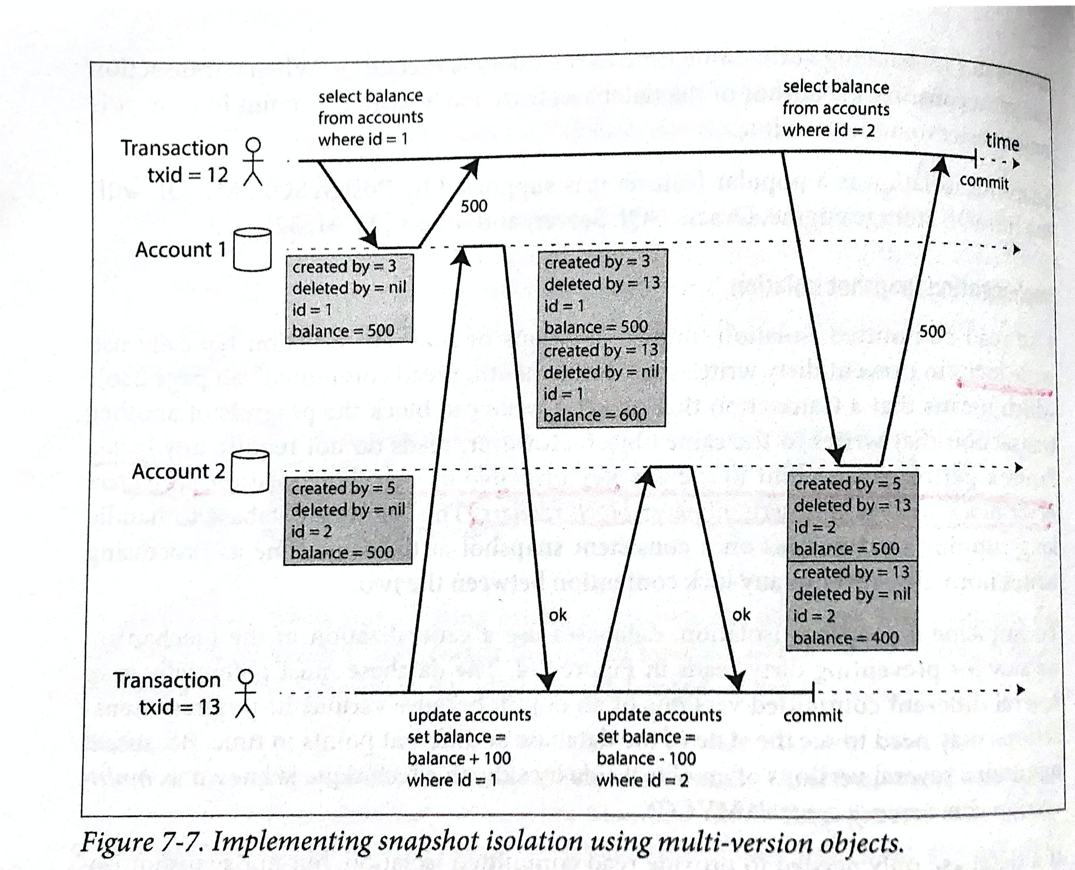 select balance
from accounts
where id = 1
select balance
from accounts
where id = 2
Transaction
txid = 12
time
commit
500
Account 1
created by = 3
deleted by = nil
id = 1
balance = 500
created by = 3
deleted by = 13
id = 1
balance = 500
created by = 13
deleted by = nil
id = 1
balance = 600
500
Account 2
created by = 5
deleted by = nil
id = 2
balance = 500
created by = 5
deleted by = 13
id = 2
balance = 500
created by = 13
deleted by = nil
id = 2
balance = 400
ok
ok
Transaction
txid = 13
update accounts
set balance =
balance + 100
where id = 1
update accounts
set balance =
balance - 100
where id = 2
commit
Figure 7-7. Implementing snapshot isolation using multi-version objects.